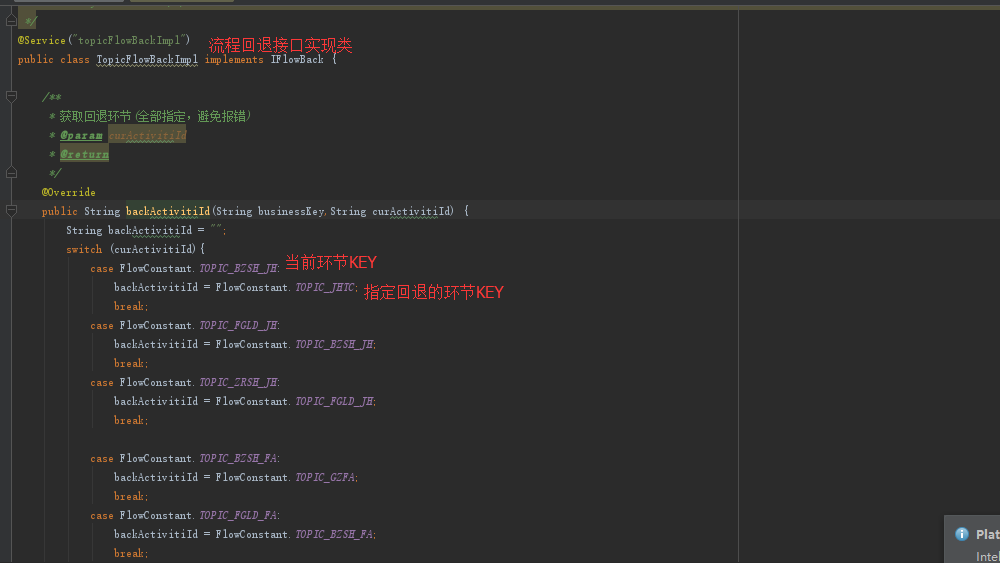 */
@Service("topicFlowBackImpl") 流程回退接口实现类
public class TopicFlowBackImpl implements IFlowBack {
/**
* 获取回退环节(全部指定，避免报错)
* @param curActivitiId
* @return
*/
@Override
public String backActivitiId(String businessKey,String curActivitiId) {
String backActivitiId = "";
switch (curActivitiId){
case FlowConstant.TOPIC_BZSH_JH: 当前环节KEY
backActivitiId = FlowConstant.TOPIC_JHTC; 指定回退的环节KEY
break;
case FlowConstant.TOPIC_FGLD_JH:
backActivitiId = FlowConstant.TOPIC_BZSH_JH;
break;
case FlowConstant.TOPIC_ZRSH_JH:
backActivitiId = FlowConstant.TOPIC_FGLD_JH;
break;
case FlowConstant.TOPIC_BZSH_FA:
backActivitiId = FlowConstant.TOPIC_GZFA;
break;
case FlowConstant.TOPIC_FGLD_FA:
backActivitiId = FlowConstant.TOPIC_BZSH_FA;
break;
Plat
Intel